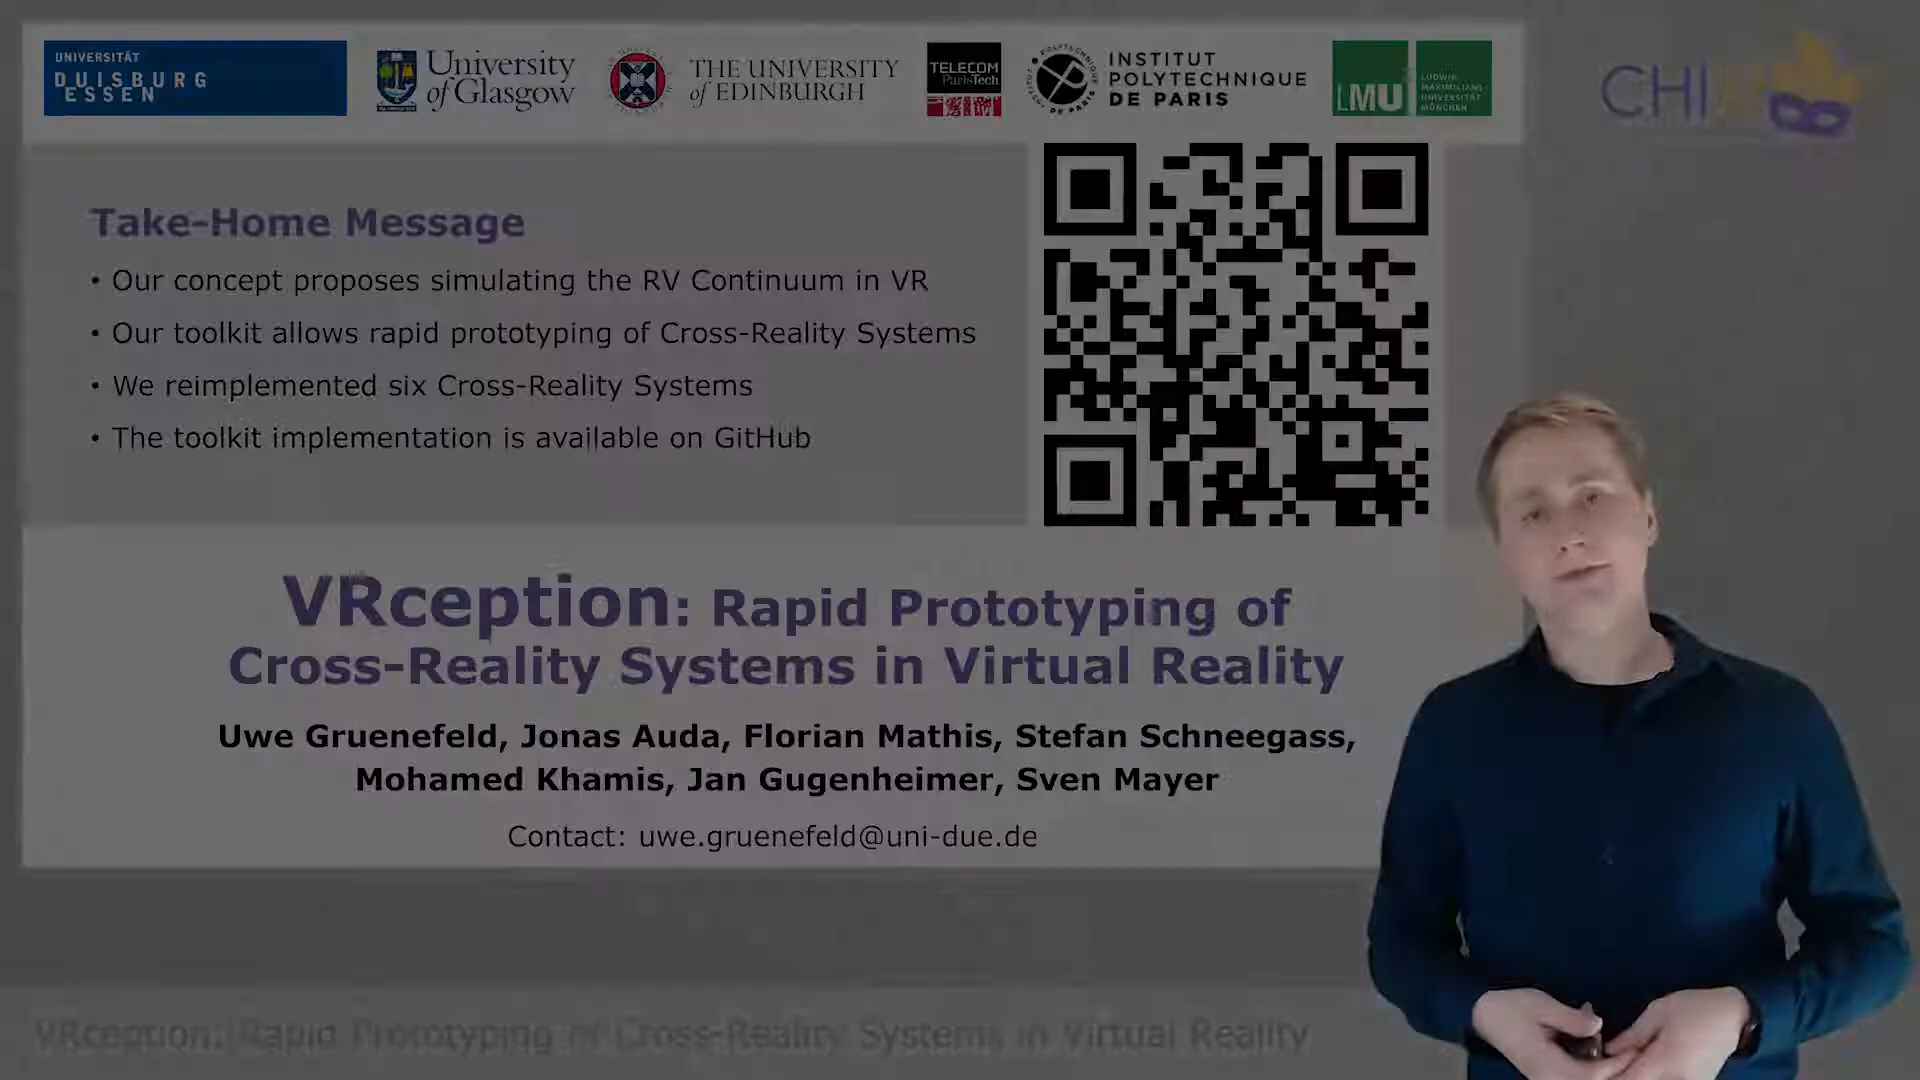 UNIVERSITÄT
DUISBURG
ESSEN
University
of Glasgow
THE UNIVERSITY
of EDINBURGH
TELECOM
ParisTech
INSTITUT
POLYTECHNIQUE
DE PARIS
LMU
LUDWIG
MAXIMILIANS
UNIVERSITÄT
MÜNCHEN
CHI
Take-Home Message
• Our concept proposes simulating the RV Continuum in VR
• Our toolkit allows rapid prototyping of Cross-Reality Systems
• We reimplemented six Cross-Reality Systems
• The toolkit implementation is available on GitHub
VRception: Rapid Prototyping of
Cross-Reality Systems in Virtual Reality
Uwe Gruenefeld, Jonas Auda, Florian Mathis, Stefan Schneegass,
Mohamed Khamis, Jan Gugenheimer, Sven Mayer
Contact: uwe.gruenefeld@uni-due.de
VRception: Rapid Prototyping of Cross-Reality Systems in Virtual Reality